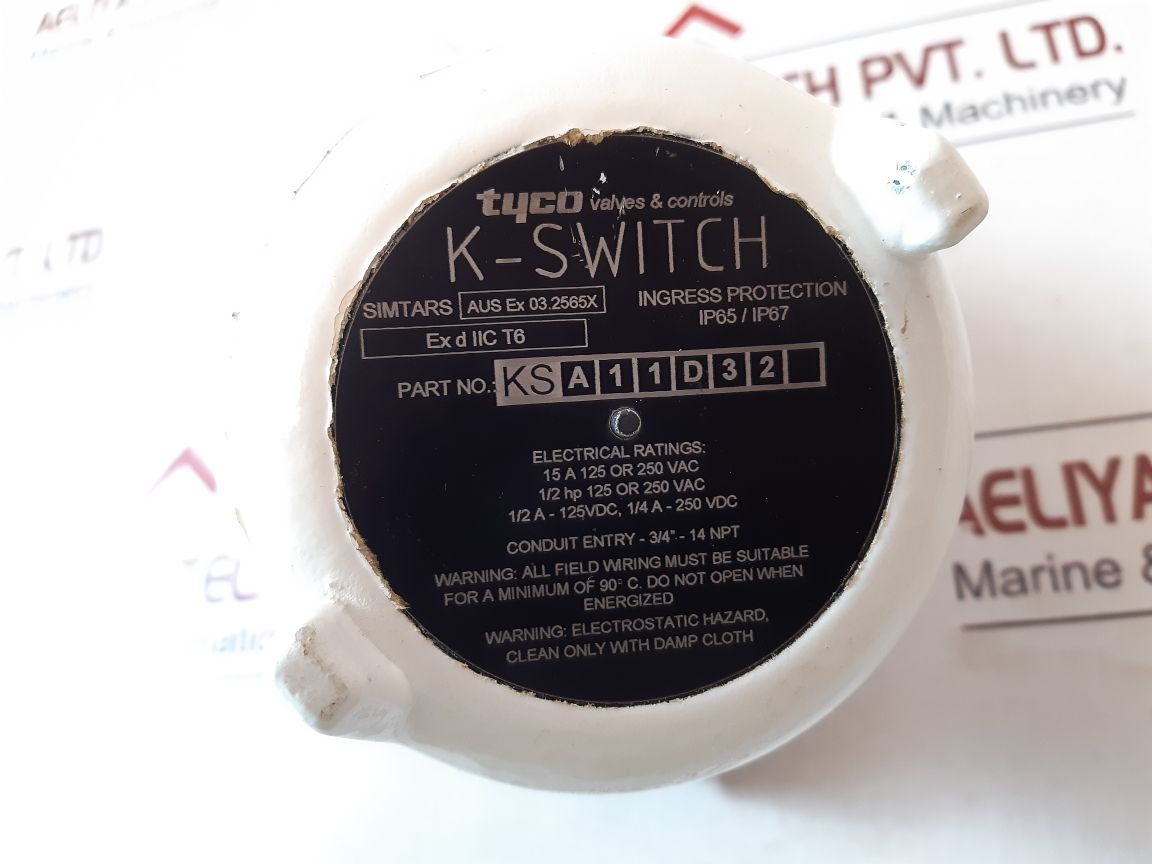 AELIYA
TH PVT. LTD.
& Machinery
tyco valves & controls
K-SWITCH
SIMTARS AUS Ex 03.2565X
INGRESS PROTECTION
IP65 / IP67
Ex d IIC T6
PART NO.: KS A 1 1 D 3 2
ELECTRICAL RATINGS:
15 A 125 OR 250 VAC
1/2 hp 125 OR 250 VAC
1/2 A - 125VDC, 1/4 A - 250 VDC
CONDUIT ENTRY - 3/4" - 14 NPT
WARNING: ALL FIELD WIRING MUST BE SUITABLE
FOR A MINIMUM OF 90° C. DO NOT OPEN WHEN
ENERGIZED
WARNING: ELECTROSTATIC HAZARD,
CLEAN ONLY WITH DAMP CLOTH
LTD
AELIYA
Marine &